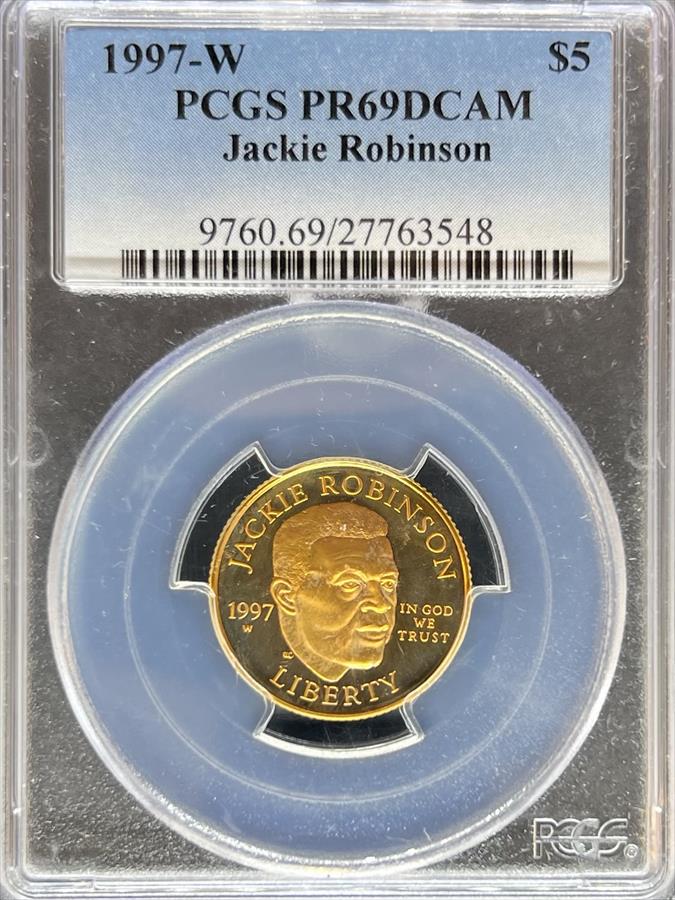 1997-W $5
PCGS PR69DCAM
Jackie Robinson
9760.69/27763548
JACKIE ROBINSON
1997
W
IN GOD
WE
TRUST
LIBERTY
PCGS®